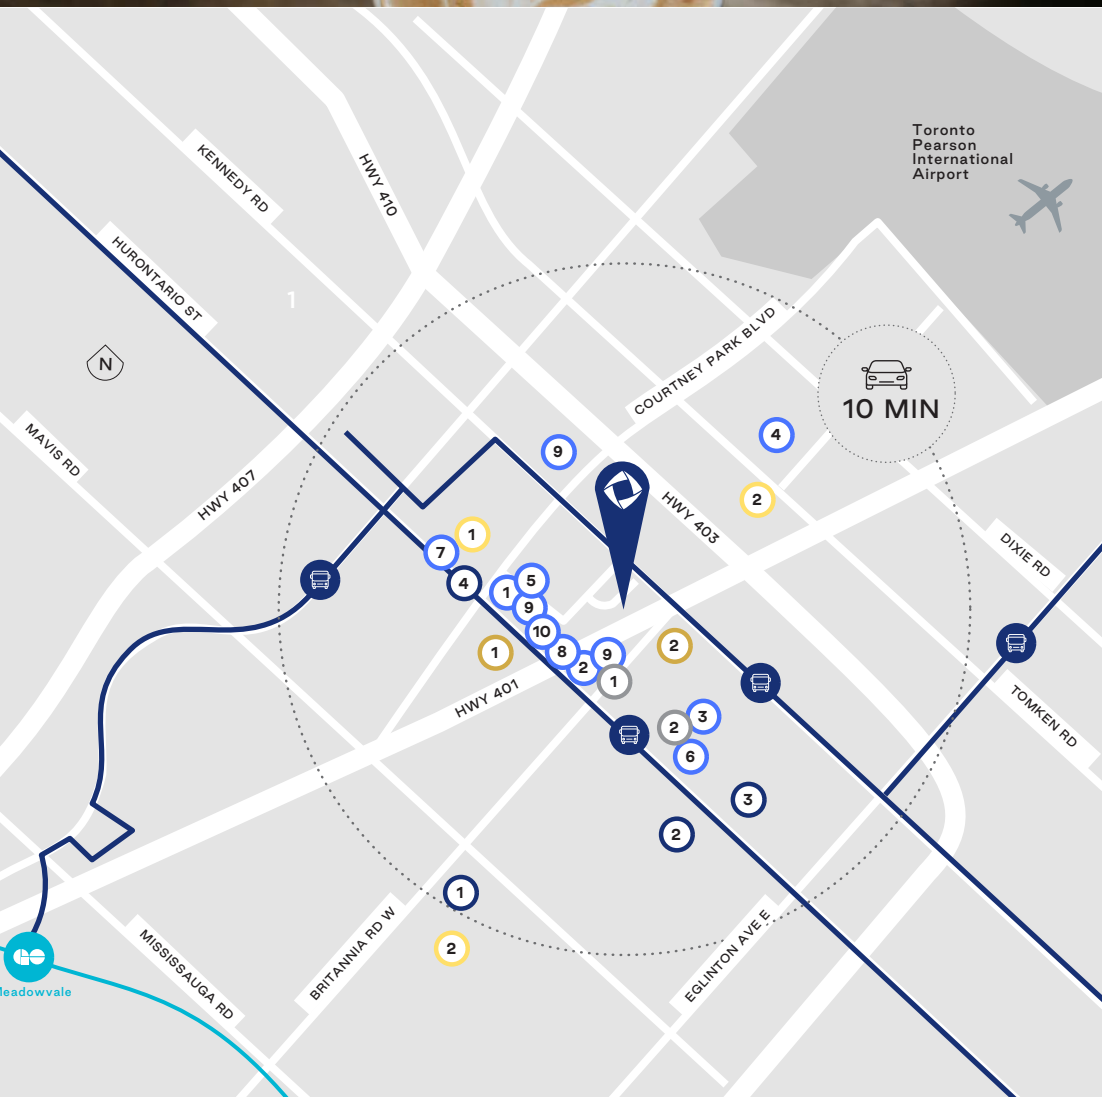 Toronto
Pearson
International
Airport
KENNEDY RD
HWY 410
HURONTARIO ST
1
N
COURTNEY PARK BLVD
10 MIN
MAVIS RD
HWY 407
9
4
2
HWY 403
DIXIE RD
1
7
4
5
1
9
10
8
9
2
1
1
2
HWY 401
TOMKEN RD
3
2
6
3
2
1
2
MISSISSAUGA RD
BRITANNIA RD W
EGLINTON AVE E
Meadowvale